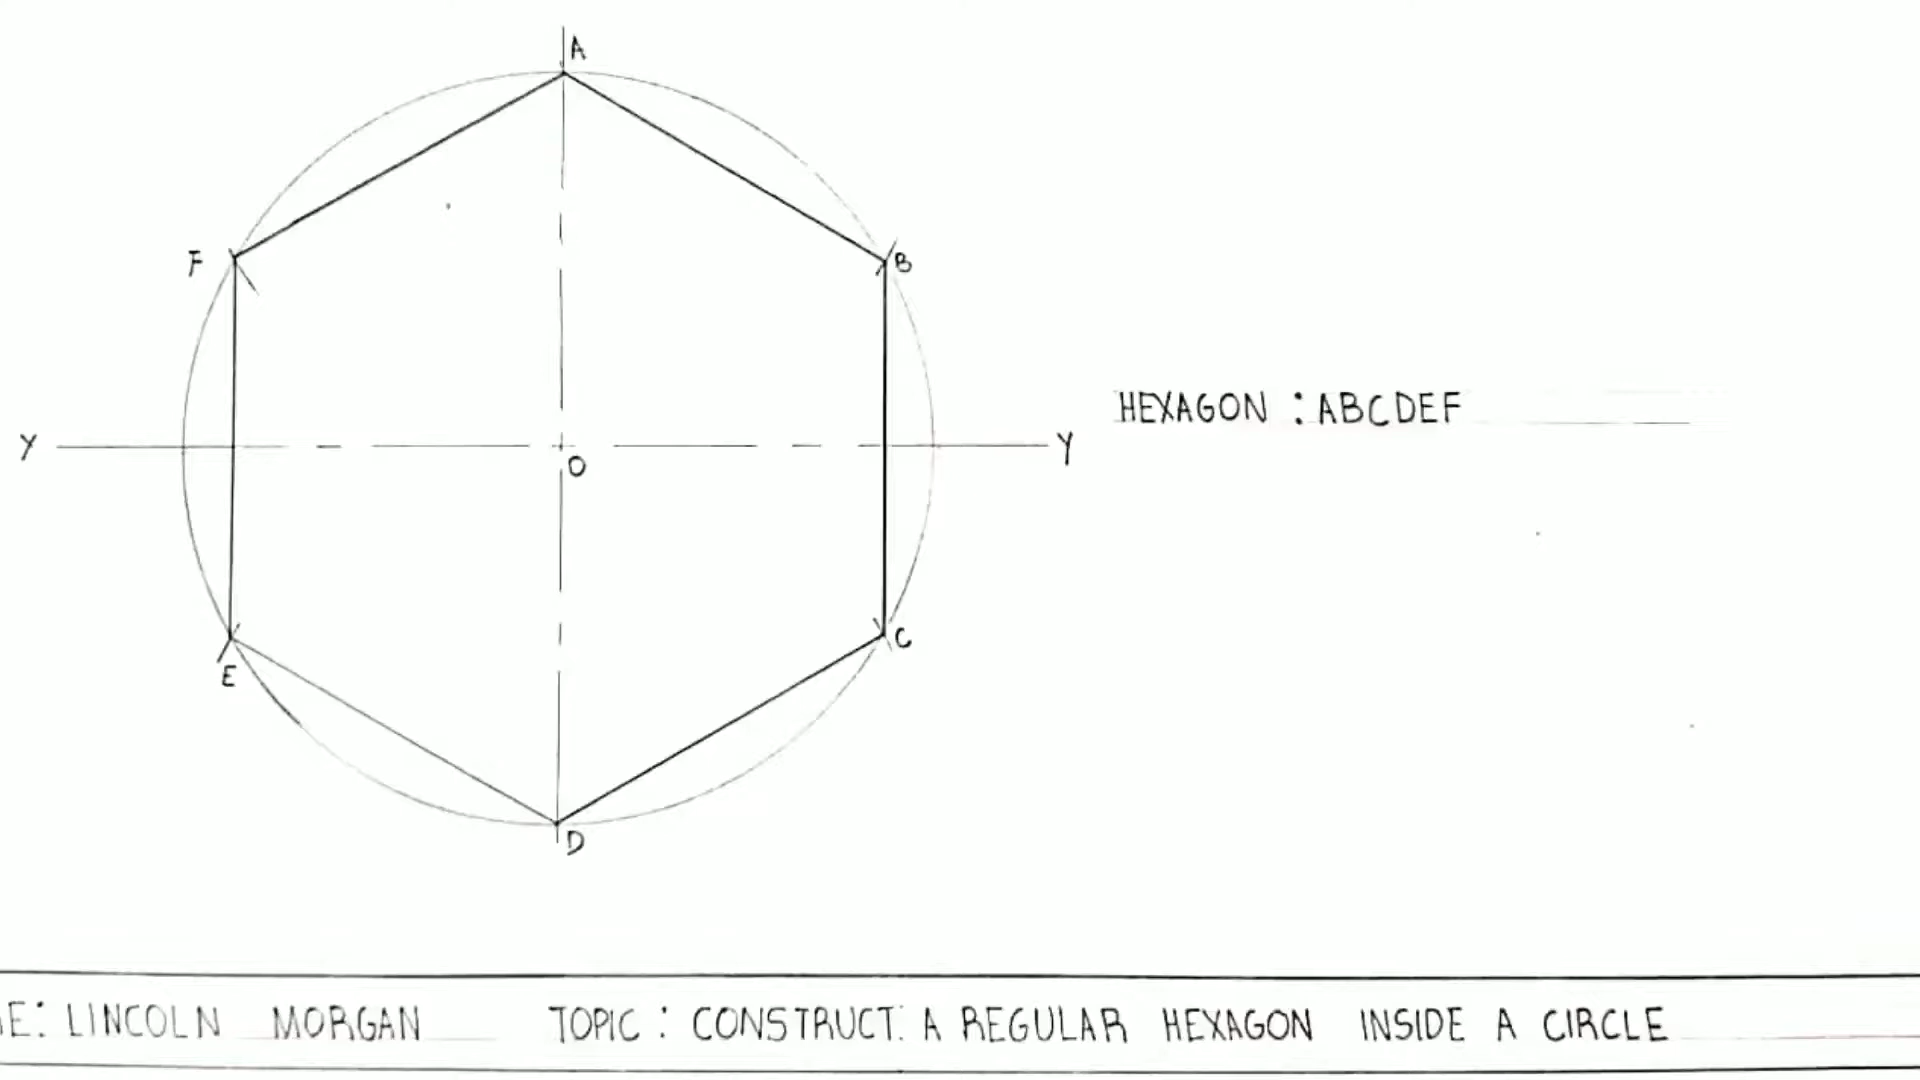 A
F
B
HEXAGON : ABCDEF
Y
Y
O
C
E
D
E: LINCOLN MORGAN TOPIC : CONSTRUCT: A REGULAR HEXAGON INSIDE A CIRCLE